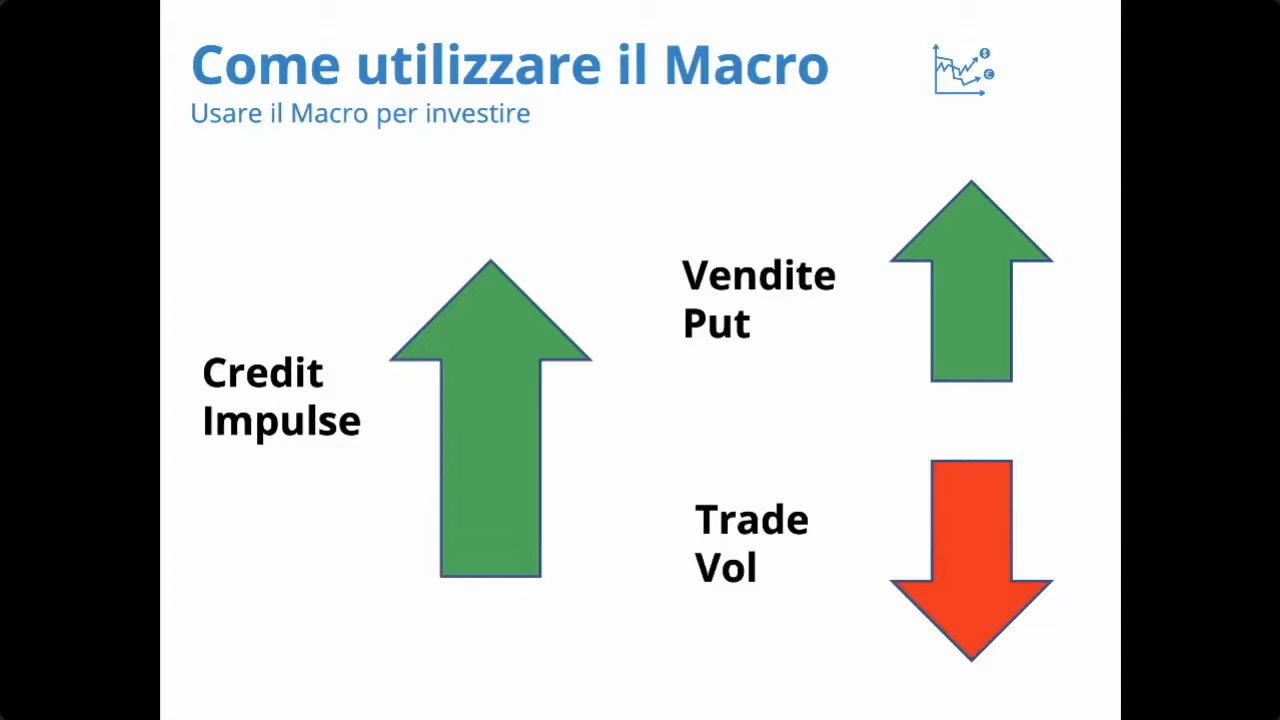 Come utilizzare il Macro
Usare il Macro per investire
Credit
Impulse
Vendite
Put
Trade
Vol